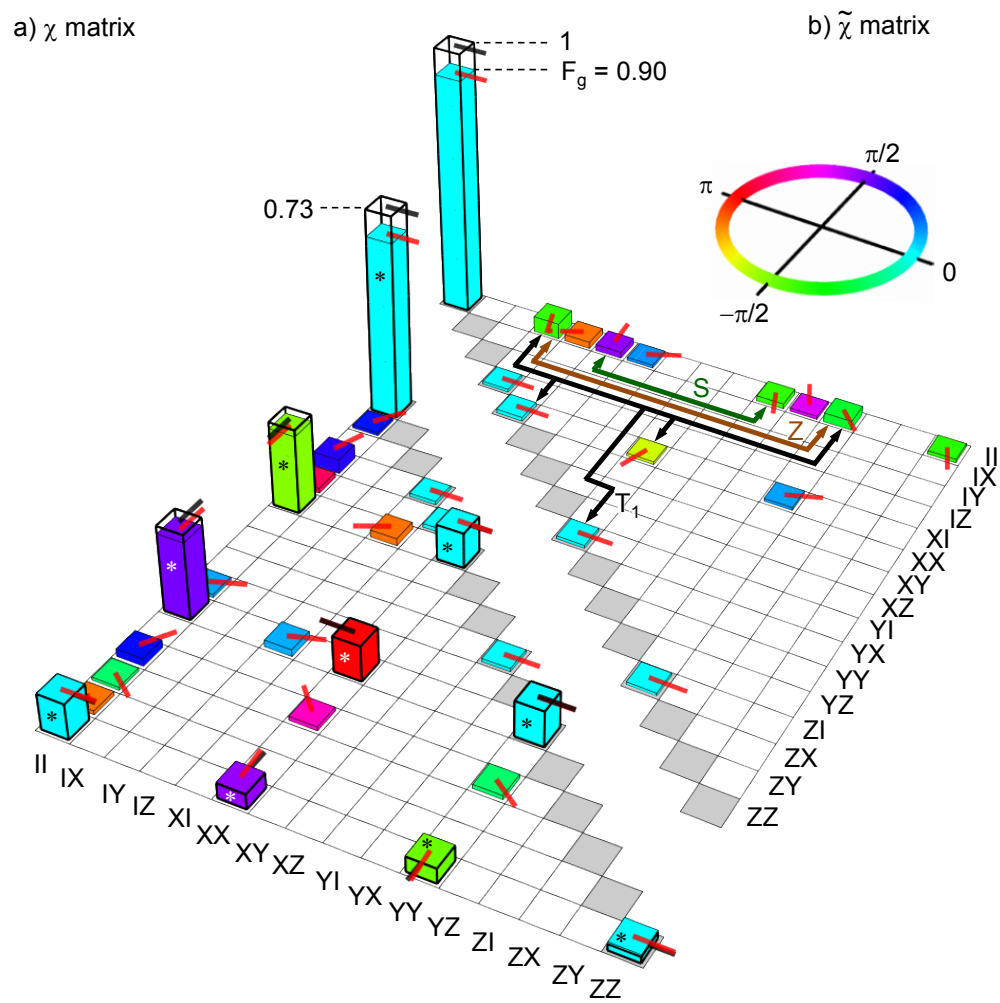 a) χ matrix
b) χ̃ matrix
1
F_g = 0.90
0.73
π/2
π
0
−π/2
S
Z
T_1
*
*
*
*
*
*
*
*
*
*
II
IX
IY
IZ
XI
XX
XY
XZ
YI
YX
YY
YZ
ZI
ZX
ZY
ZZ
II
IX
IY
IZ
XI
XX
XY
XZ
YI
YX
YY
YZ
ZI
ZX
ZY
ZZ